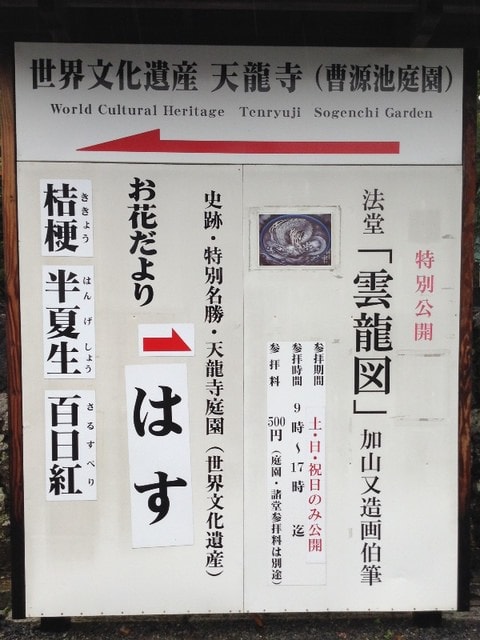 世界文化遺産 天龍寺（曹源池庭園）
World Cultural Heritage Tenryuji Sogenchi Garden
特別公開
法堂「雲龍図」加山又造画伯筆
参拝期間 土・日・祝日のみ公開
参拝時間 9時～17時 迄
参拝料 500円（庭園・諸堂参拝料は別途）
史跡・特別名勝・天龍寺庭園（世界文化遺産）
お花だより
はす
桔梗
ききょう
半夏生
はんげしょう
百日紅
さるすべり